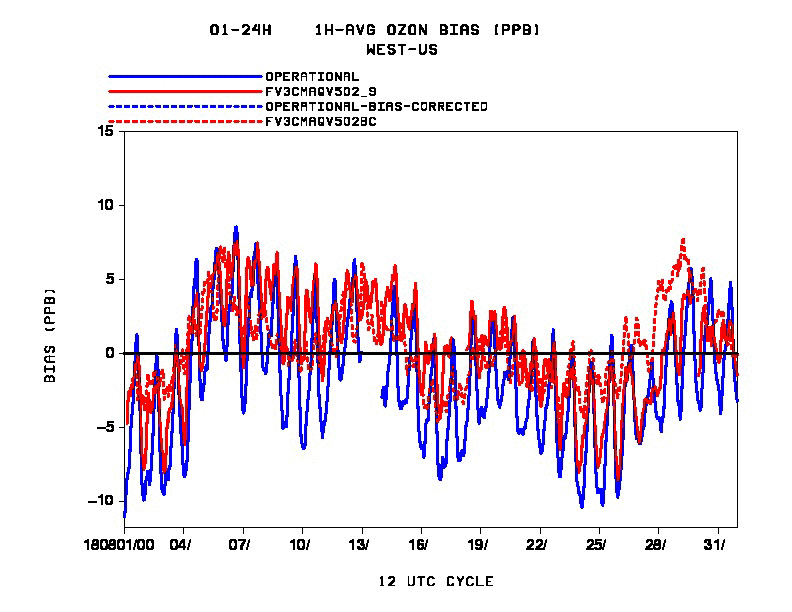 01-24H 1H-AVG OZON BIAS (PPB)
WEST-US
OPERATIONAL
FV3CMAQV502_9
OPERATIONAL-BIAS-CORRECTED
FV3CMAQV502BC
15
10
5
0
-5
-10
BIAS (PPB)
180801/00 04/ 07/ 10/ 13/ 16/ 19/ 22/ 25/ 28/ 31/
12 UTC CYCLE